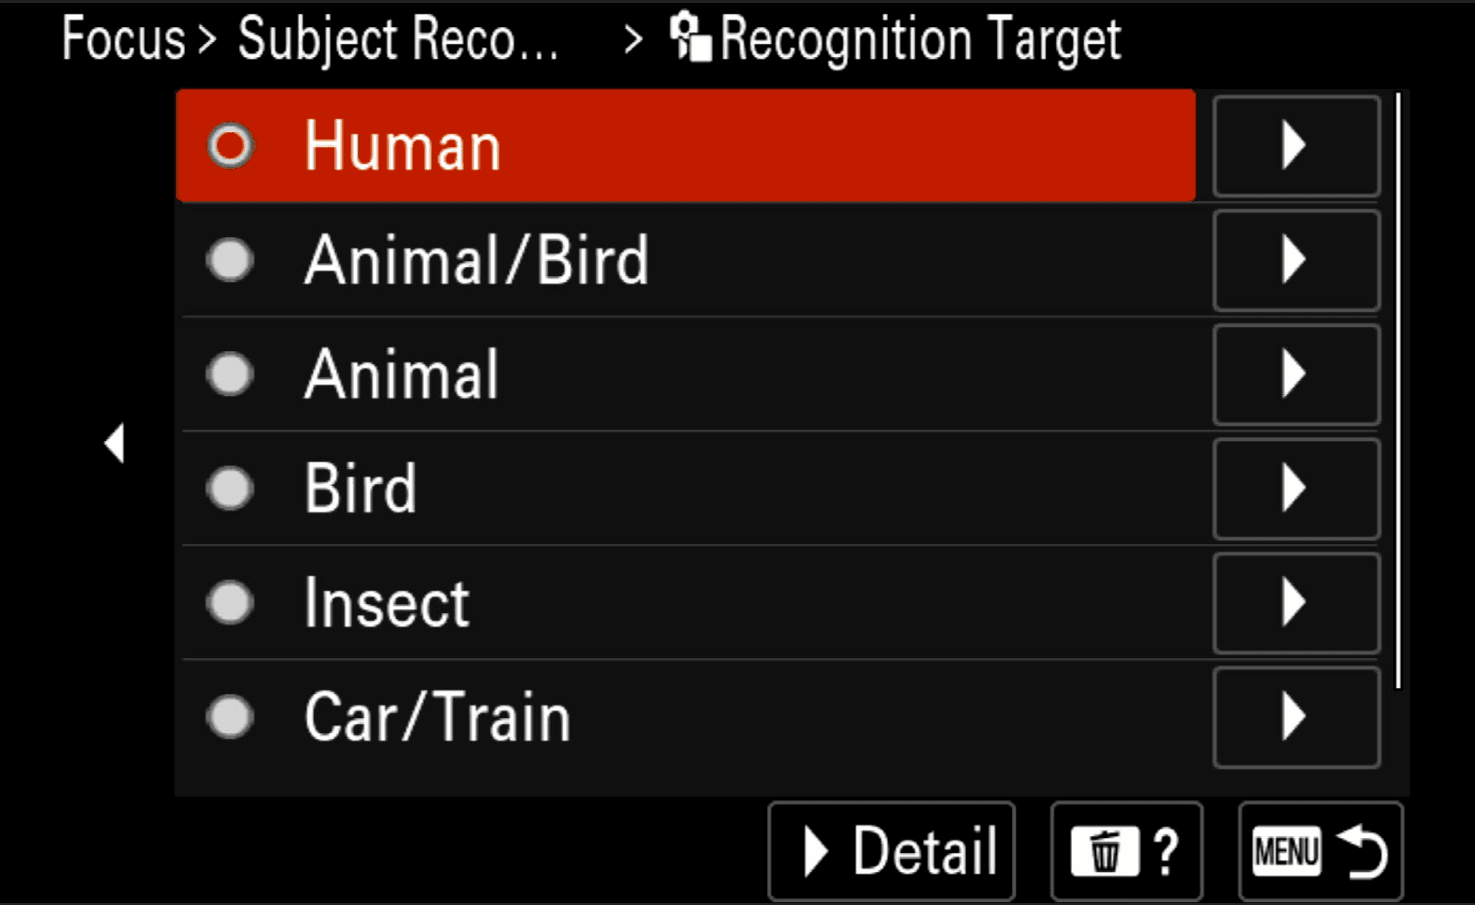 Focus > Subject Reco... > Recognition Target
Human
Animal/Bird
Animal
Bird
Insect
Car/Train
Detail ? MENU